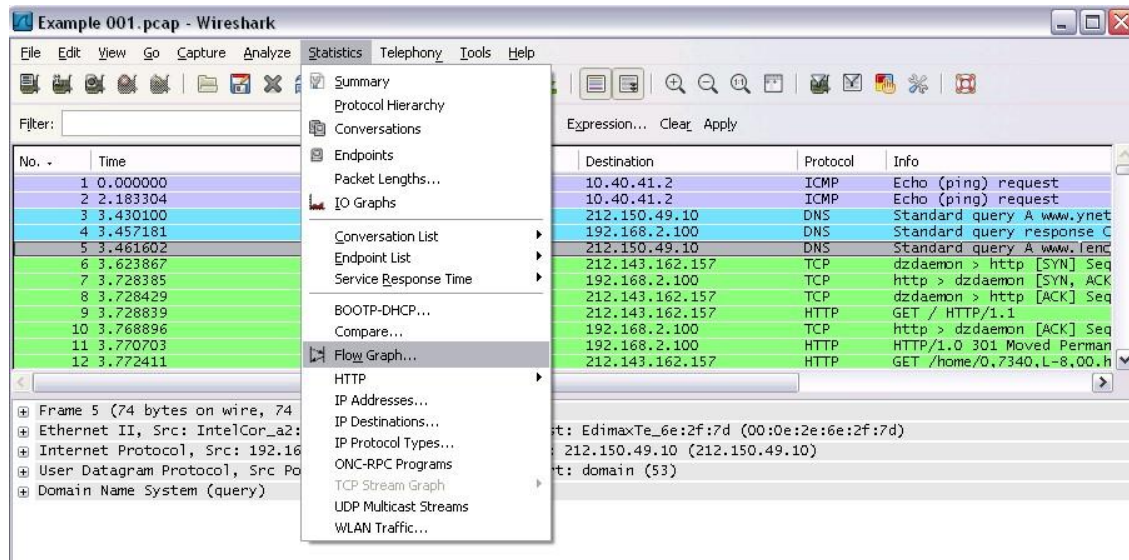 Example 001.pcap - Wireshark
File Edit View Go Capture Analyze Statistics Telephony Tools Help
Filter: Expression... Clear Apply
Summary
Protocol Hierarchy
Conversations
Endpoints
Packet Lengths...
IO Graphs
Conversation List
Endpoint List
Service Response Time
BOOTP-DHCP...
Compare...
Flow Graph...
HTTP
IP Addresses...
IP Destinations...
IP Protocol Types...
ONC-RPC Programs
TCP Stream Graph
UDP Multicast Streams
WLAN Traffic...
No. Time Destination Protocol Info
1 0.000000 10.40.41.2 ICMP Echo (ping) request
2 2.183304 10.40.41.2 ICMP Echo (ping) request
3 3.430100 212.150.49.10 DNS Standard query A www.ynet
4 3.457181 192.168.2.100 DNS Standard query response C
5 3.461602 212.150.49.10 DNS Standard query A
6 3.623867 212.143.162.157 TCP dzdaemon > http [SYN] Seq
7 3.728385 192.168.2.100 TCP http > dzdaemon [SYN, ACK
8 3.728429 212.143.162.157 TCP dzdaemon > http [ACK] Seq
9 3.728839 212.143.162.157 HTTP GET / HTTP/1.1
10 3.768896 192.168.2.100 TCP http > dzdaemon [ACK] Seq
11 3.770703 192.168.2.100 HTTP HTTP/1.0 301 Moved Perman
12 3.772411 212.143.162.157 HTTP GET /home/0,7340,L-8,00.h
Frame 5 (74 bytes on wire, 74
Ethernet II, Src: IntelCor_a2: st: EdimaxTe_6e:2f:7d (00:0e:2e:6e:2f:7d)
Internet Protocol, Src: 192.16 : 212.150.49.10 (212.150.49.10)
User Datagram Protocol, Src Po t: domain (53)
Domain Name System (query)